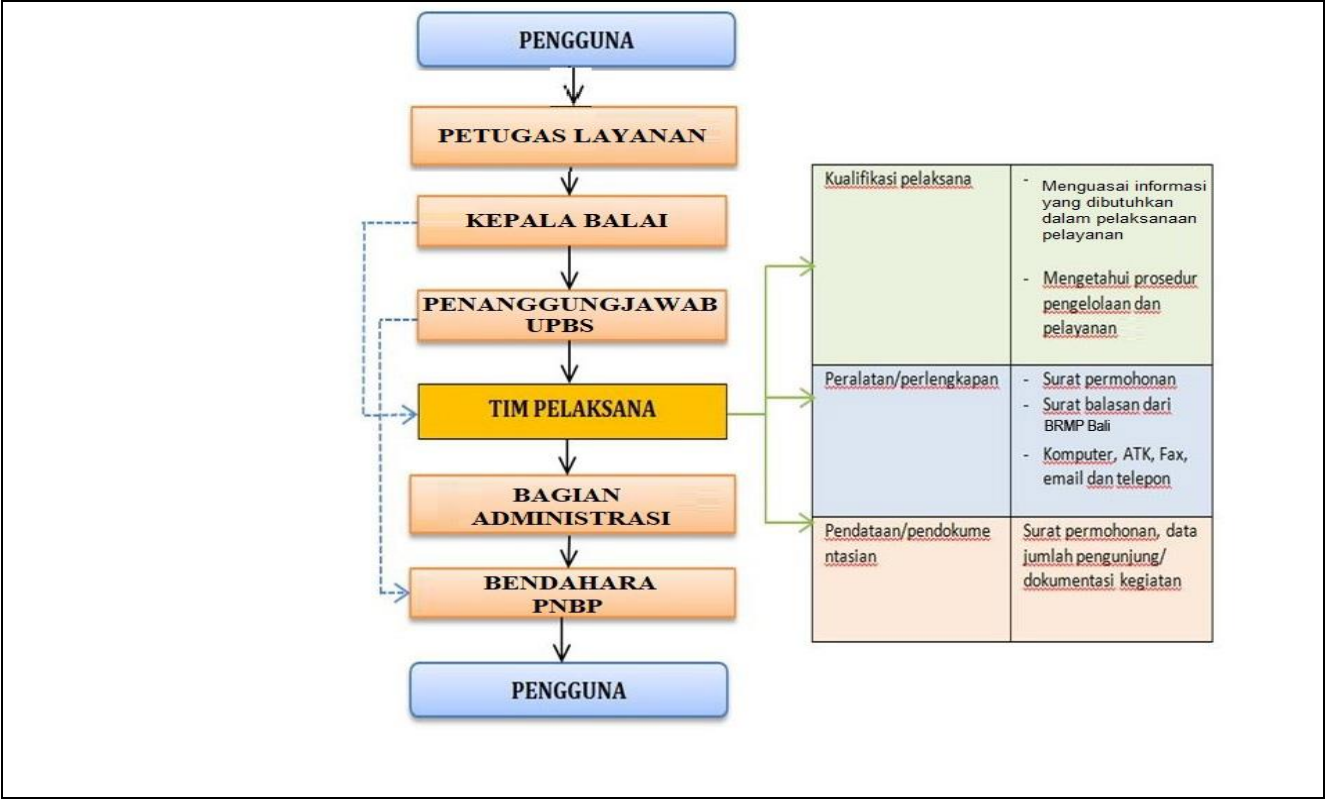 PENGGUNA
PETUGAS LAYANAN
KEPALA BALAI
PENANGGUNGJAWAB
UPBS
TIM PELAKSANA
BAGIAN
ADMINISTRASI
BENDAHARA
PNBP
PENGGUNA
Kualifikasi pelaksana
- Menguasai informasi
yang dibutuhkan
dalam pelaksanaan
pelayanan
- Mengetahui prosedur
pengelolaan dan
pelayanan
Peralatan/perlengkapan
- Surat permohonan
- Surat balasan dari
BRMP Bali
- Komputer, ATK, Fax,
email dan telepon
Pendataan/pendokume
ntasian
Surat permohonan, data
jumlah pengunjung/
dokumentasi kegiatan